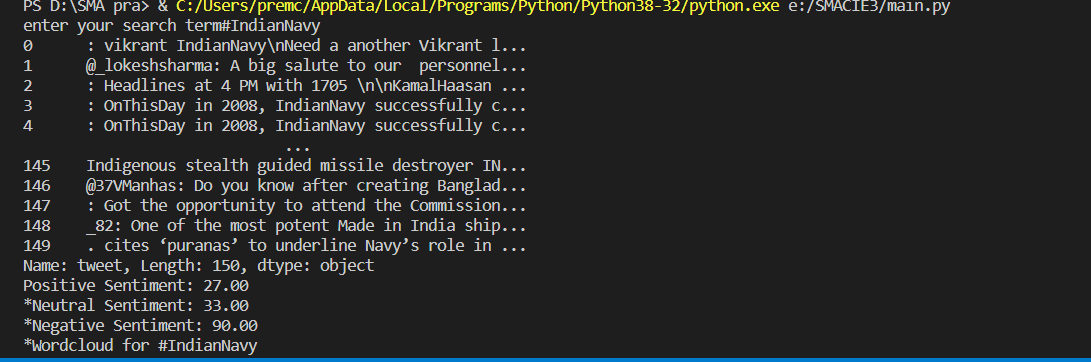 PS D:\SMA pra> & C:/Users/premc/AppData/Local/Programs/Python/Python38-32/python.exe e:/SMACIE3/main.py
enter your search term#IndianNavy
0      : vikrant IndianNavy\nNeed a another Vikrant l...
1      @_lokeshsharma: A big salute to our  personnel...
2      : Headlines at 4 PM with 1705 \n\nKamalHaasan ...
3      : OnThisDay in 2008, IndianNavy successfully c...
4      : OnThisDay in 2008, IndianNavy successfully c...
                             ...
145    Indigenous stealth guided missile destroyer IN...
146    @37VManhas: Do you know after creating Banglad...
147    : Got the opportunity to attend the Commission...
148    _82: One of the most potent Made in India ship...
149    . cites ‘puranas’ to underline Navy’s role in ...
Name: tweet, Length: 150, dtype: object
Positive Sentiment: 27.00
*Neutral Sentiment: 33.00
*Negative Sentiment: 90.00
*Wordcloud for #IndianNavy